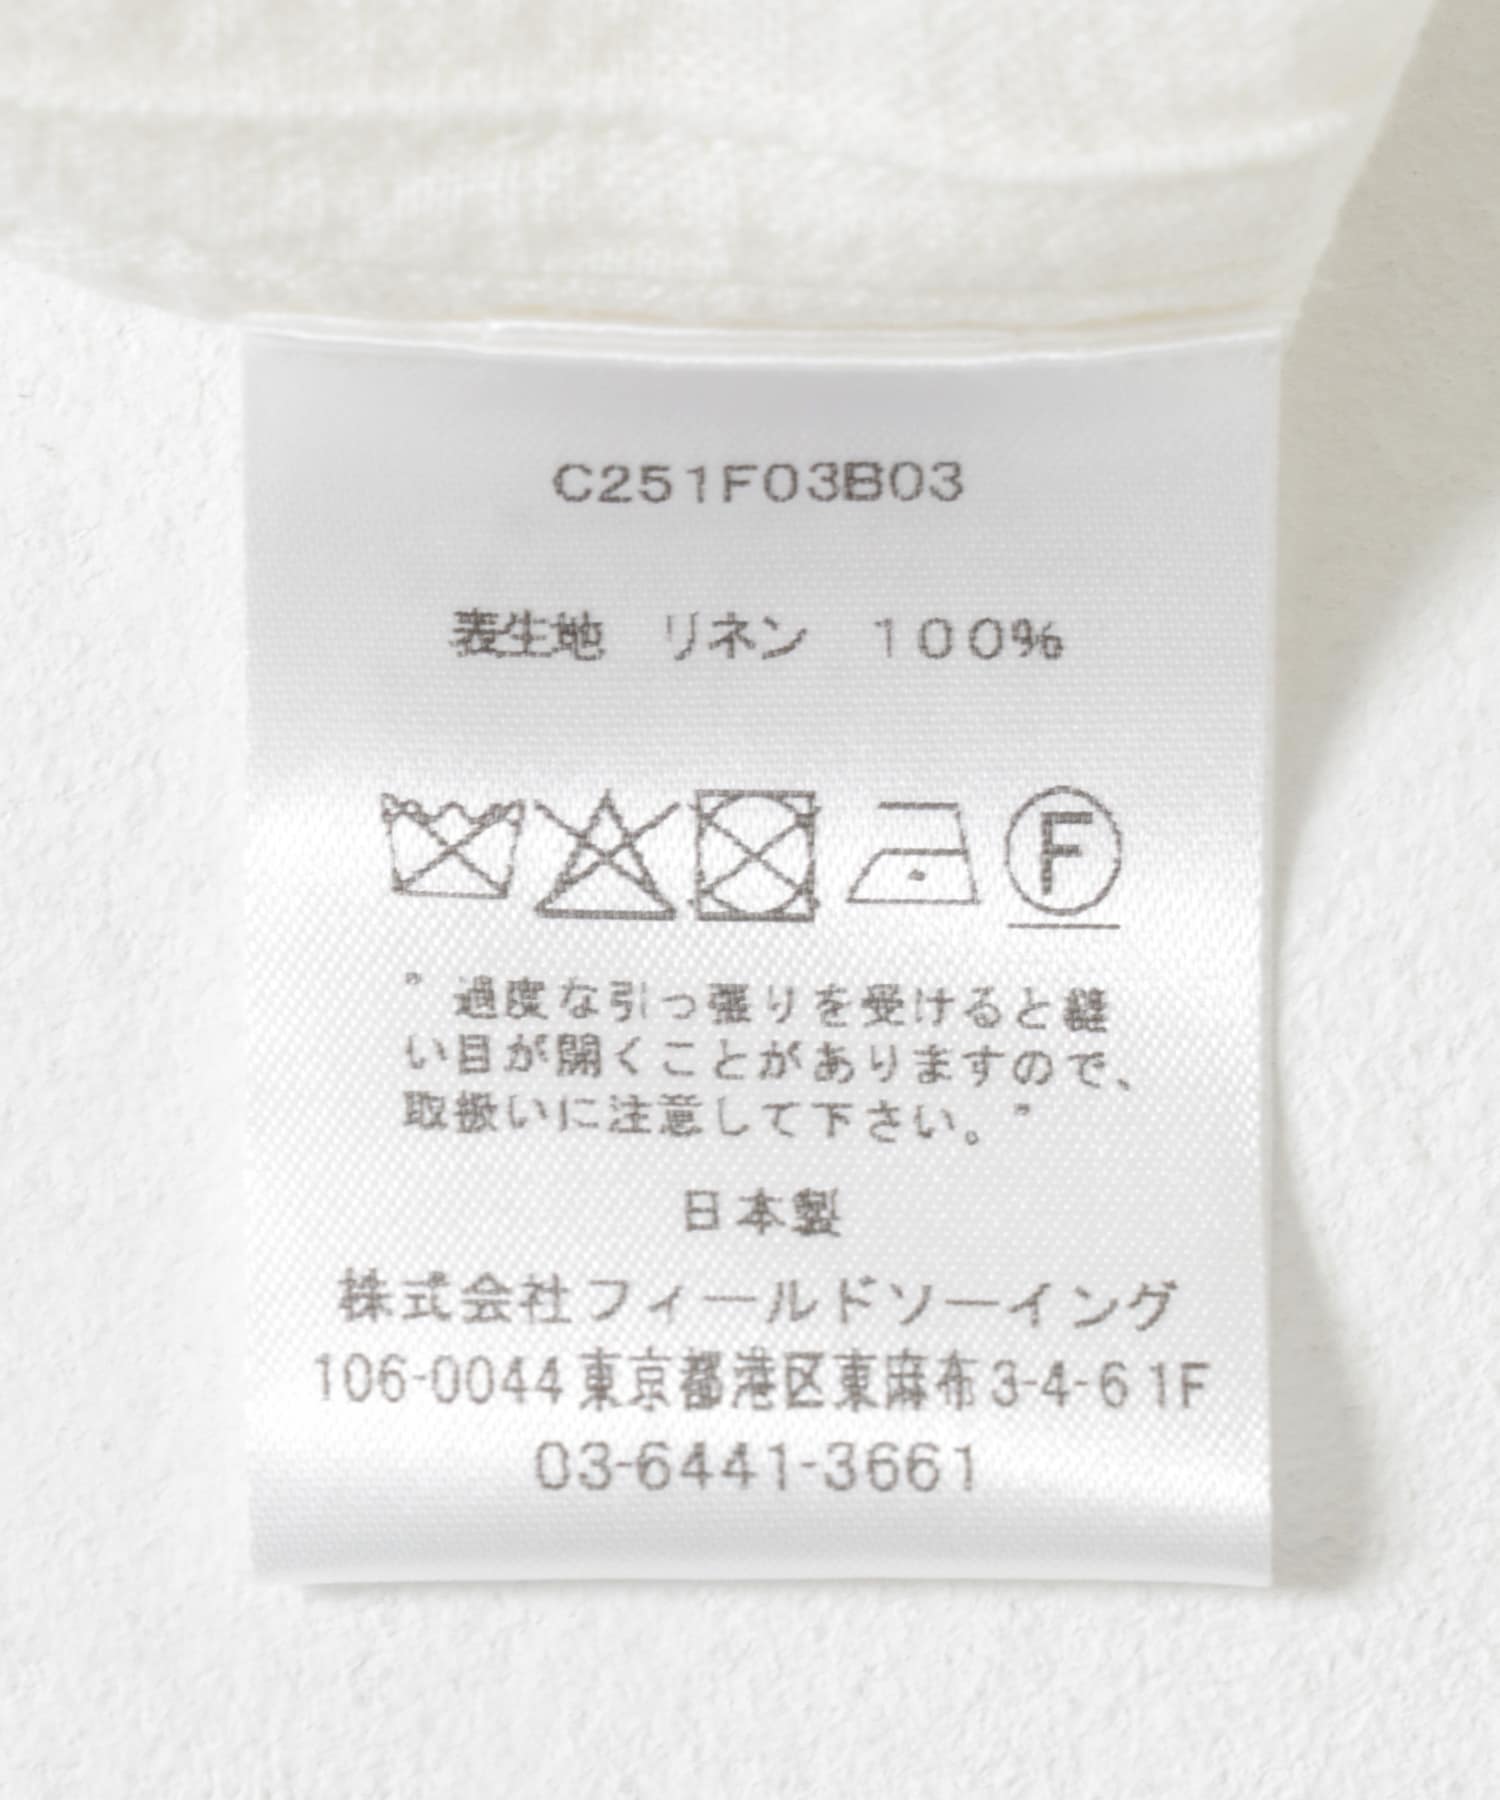 C251F03B03
表生地 リネン 100%
F
"過度な引っ張りを受けると縫
い目が開くことがありますので、
取扱いに注意して下さい。"
日本製
株式会社フィールドソーイング
106-0044東京都港区東麻布3-4-6 1F
03-6441-3661